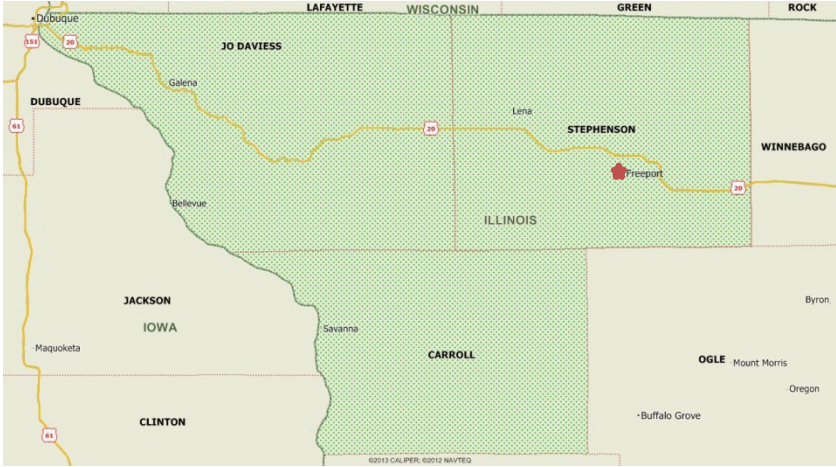 LAFAYETTE
WISCONSIN
GREEN
ROCK
Dubuque
151
20
JO DAVIESS
Galena
DUBUQUE
61
Lena
20
STEPHENSON
WINNEBAGO
Freeport
20
Bellevue
ILLINOIS
JACKSON
Byron
IOWA
Savanna
Maquoketa
CARROLL
OGLE
Mount Morris
Oregon
CLINTON
Buffalo Grove
61
©2013 CALIPER; ©2012 NAVTEQ